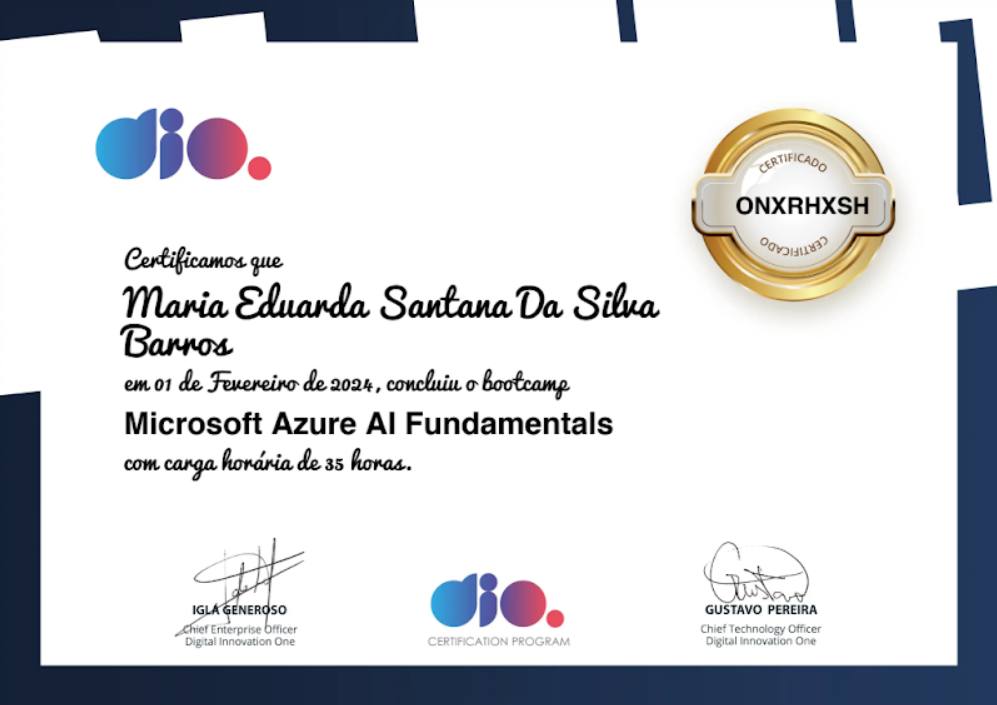 dio.
CERTIFICADO
ONXRHXSH
CERTIFICADO
Certificamos que
Maria Eduarda Santana Da Silva
Barros
em 01 de Fevereiro de 2024, concluiu o bootcamp
Microsoft Azure AI Fundamentals
com carga horária de 35 horas.
IGLÁ GENEROSO
Chief Enterprise Officer
Digital Innovation One
dio.
CERTIFICATION PROGRAM
Gustavo
GUSTAVO PEREIRA
Chief Technology Officer
Digital Innovation One